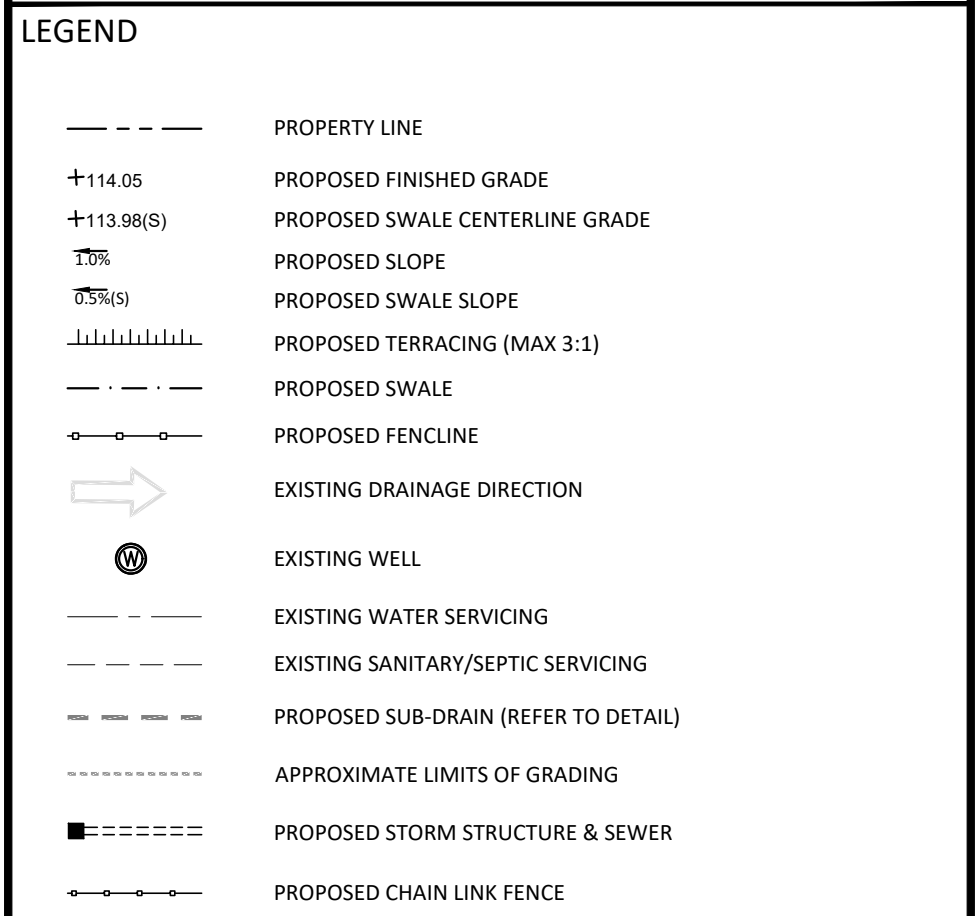 LEGEND
PROPERTY LINE
+114.05 PROPOSED FINISHED GRADE
+113.98(S) PROPOSED SWALE CENTERLINE GRADE
1.0% PROPOSED SLOPE
0.5%(S) PROPOSED SWALE SLOPE
PROPOSED TERRACING (MAX 3:1)
PROPOSED SWALE
PROPOSED FENCLINE
EXISTING DRAINAGE DIRECTION
W EXISTING WELL
EXISTING WATER SERVICING
EXISTING SANITARY/SEPTIC SERVICING
PROPOSED SUB-DRAIN (REFER TO DETAIL)
APPROXIMATE LIMITS OF GRADING
PROPOSED STORM STRUCTURE & SEWER
PROPOSED CHAIN LINK FENCE